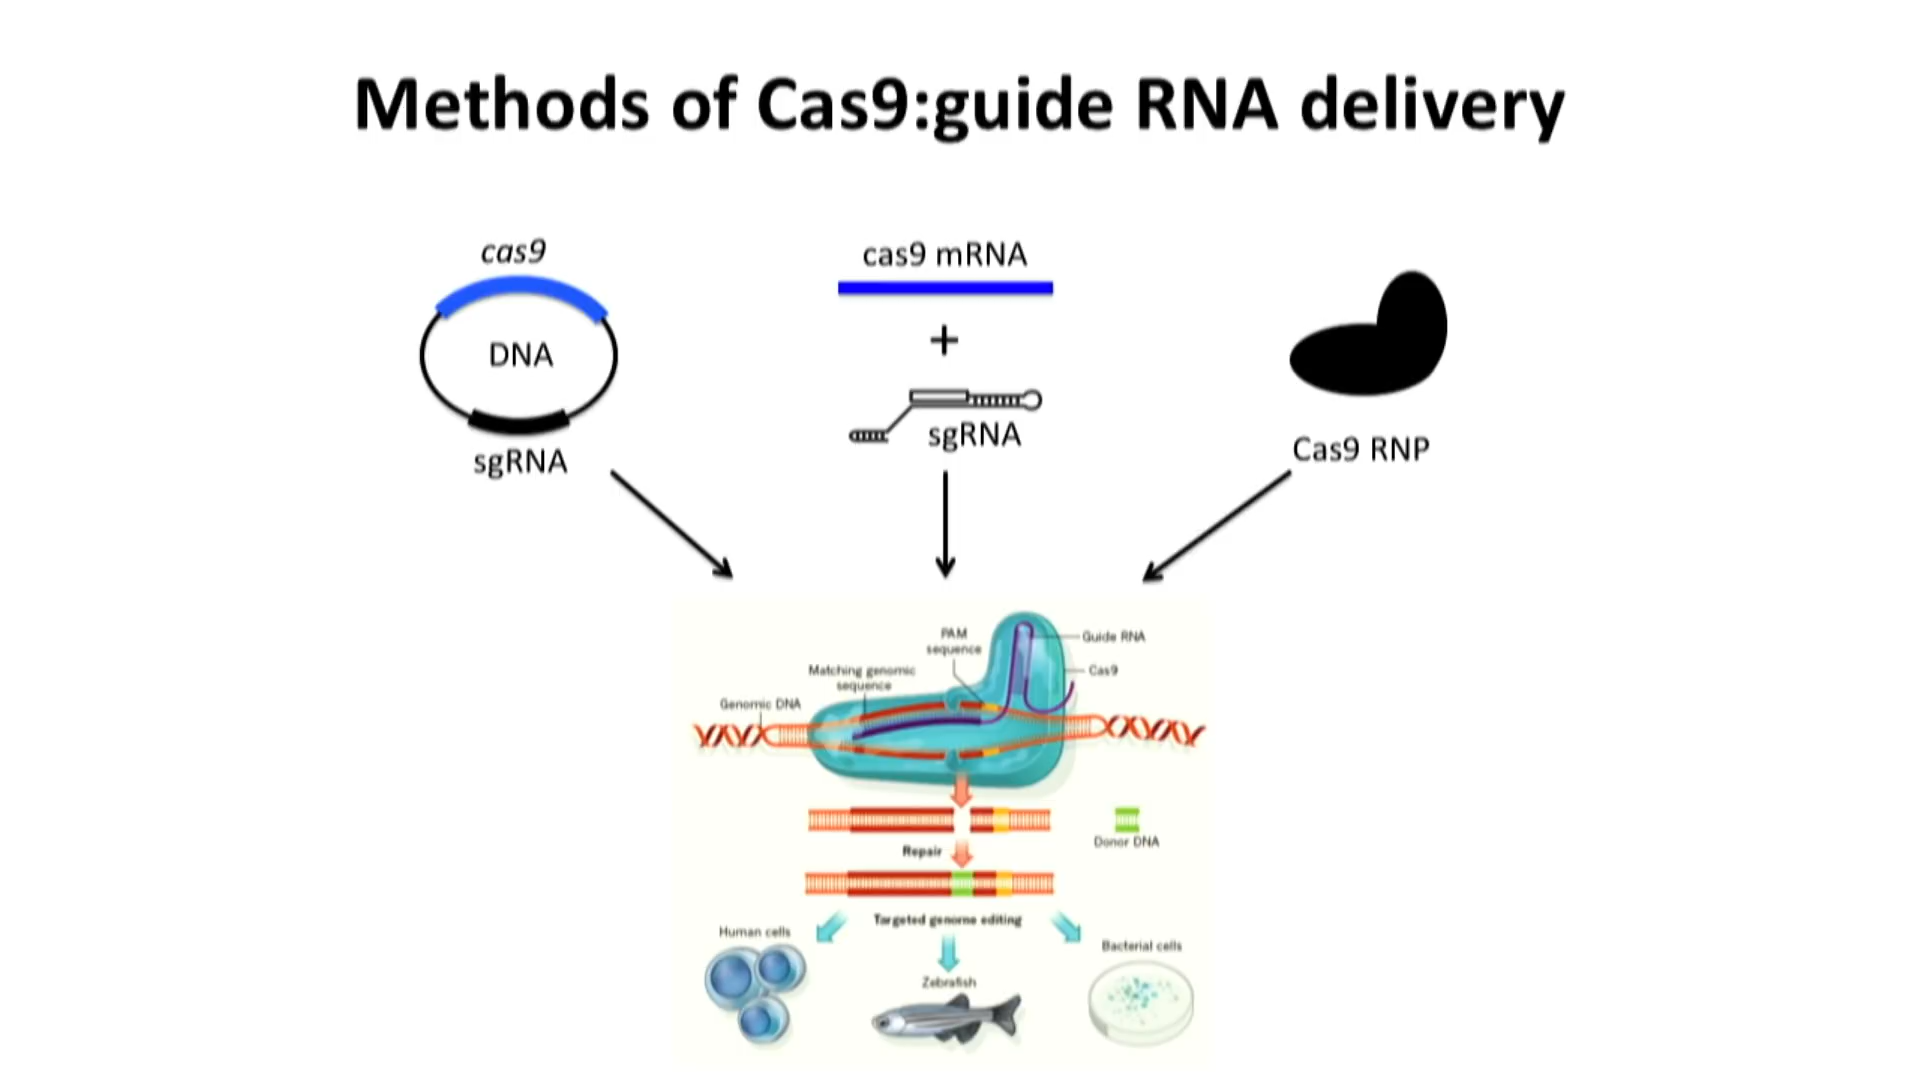 Methods of Cas9:guide RNA delivery
cas9
DNA
sgRNA
cas9 mRNA
+
sgRNA
Cas9 RNP
PAM
sequence
Guide RNA
Matching genomic
sequence
Cas9
Genomic DNA
Donor DNA
Repair
Targeted genome editing
Human cells
Zebrafish
Bacterial cells